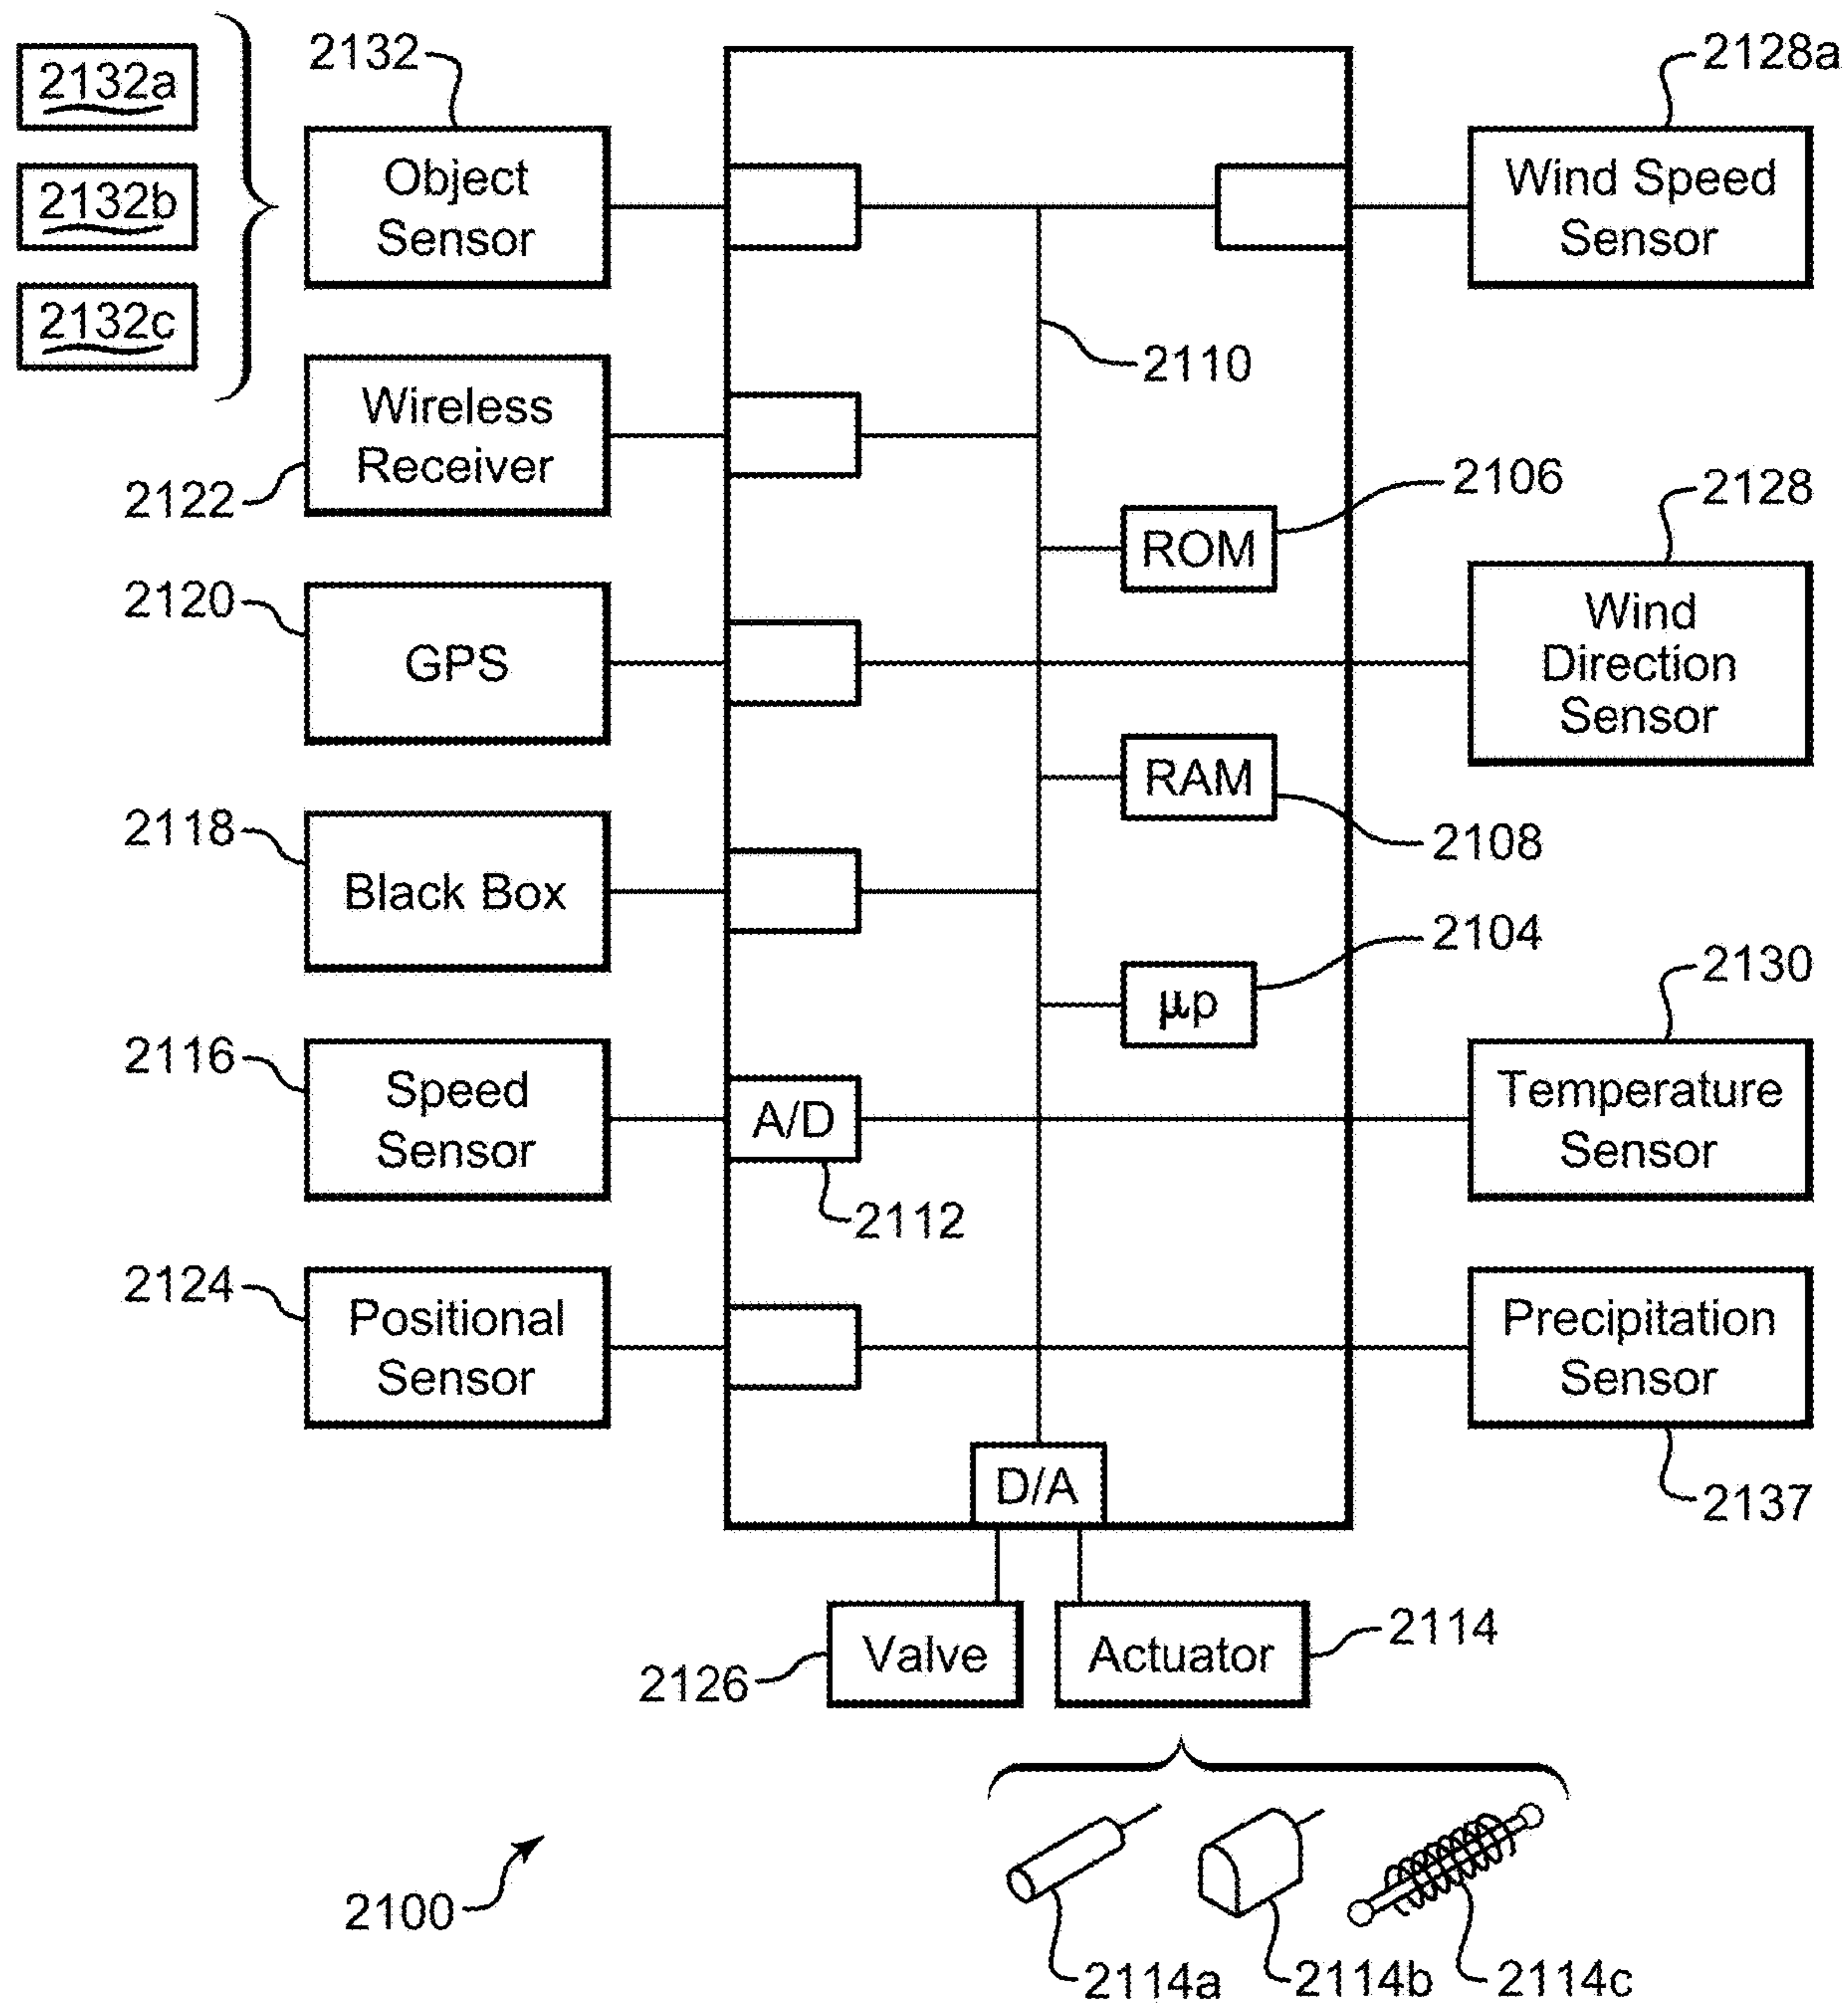 2132a
2132b
2132c
2132
Object
Sensor
2128a
Wind Speed
Sensor
2110
Wireless
Receiver
2122
2106
ROM
2128
Wind
Direction
Sensor
2120
GPS
RAM
2108
2118
Black Box
2104
µp
2130
Temperature
Sensor
2116
Speed
Sensor
A/D
2112
2124
Positional
Sensor
Precipitation
Sensor
2137
D/A
Valve
2126
Actuator
2114
2100
2114a
2114b
2114c